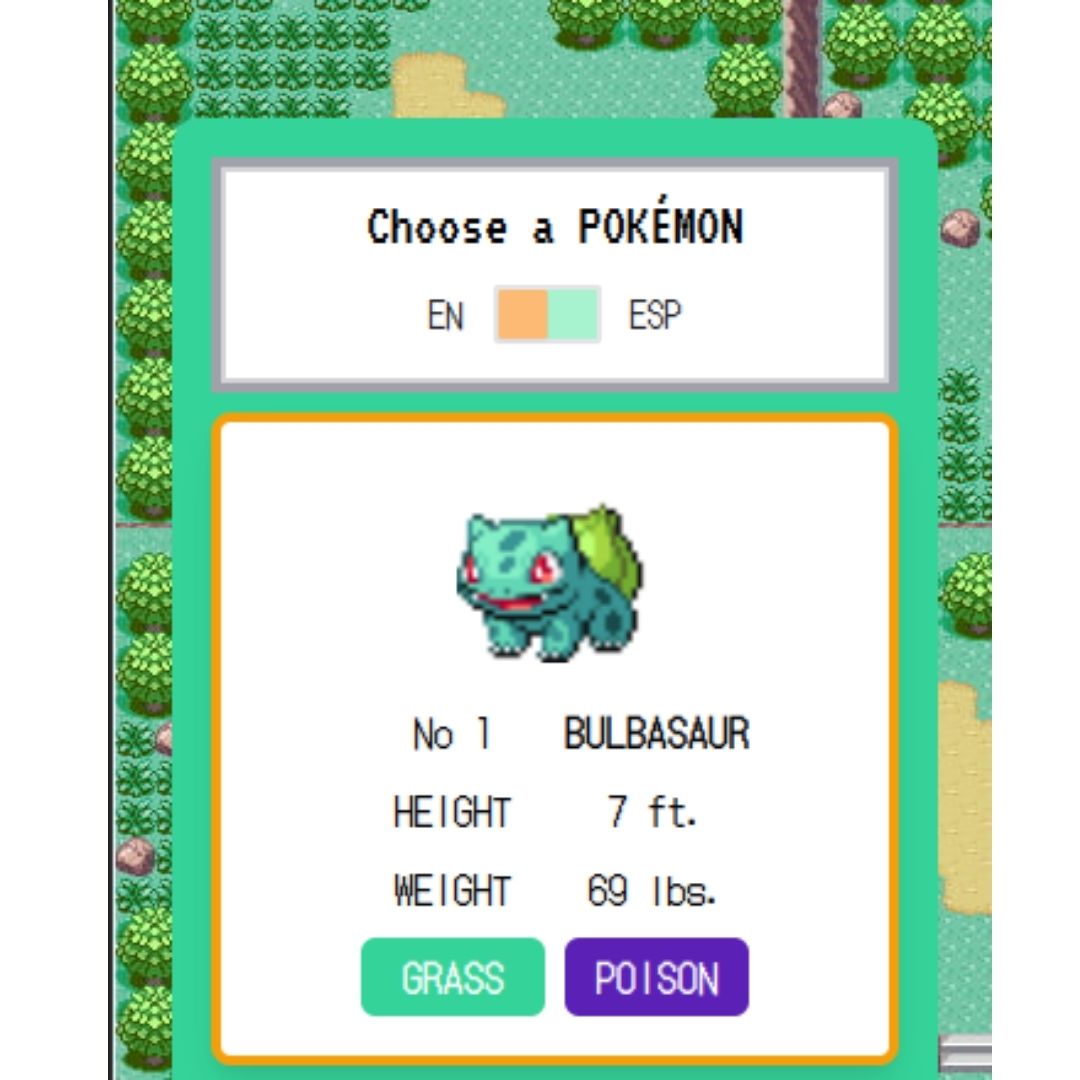 Choose a POKÉMON
EN ESP
No 1 BULBASAUR
HEIGHT 7 ft.
WEIGHT 69 lbs.
GRASS POISON